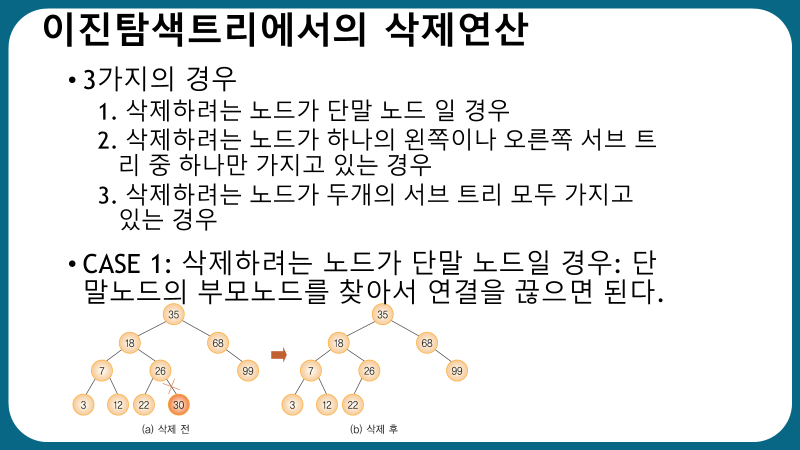 이진탐색트리에서의 삭제연산
• 3가지의 경우
1. 삭제하려는 노드가 단말 노드 일 경우
2. 삭제하려는 노드가 하나의 왼쪽이나 오른쪽 서브 트
리 중 하나만 가지고 있는 경우
3. 삭제하려는 노드가 두개의 서브 트리 모두 가지고
있는 경우
• CASE 1: 삭제하려는 노드가 단말 노드일 경우: 단
말노드의 부모노드를 찾아서 연결을 끊으면 된다.
35
18 68
7 26 99
3 12 22 30
(a) 삭제 전
35
18 68
7 26 99
3 12 22
(b) 삭제 후